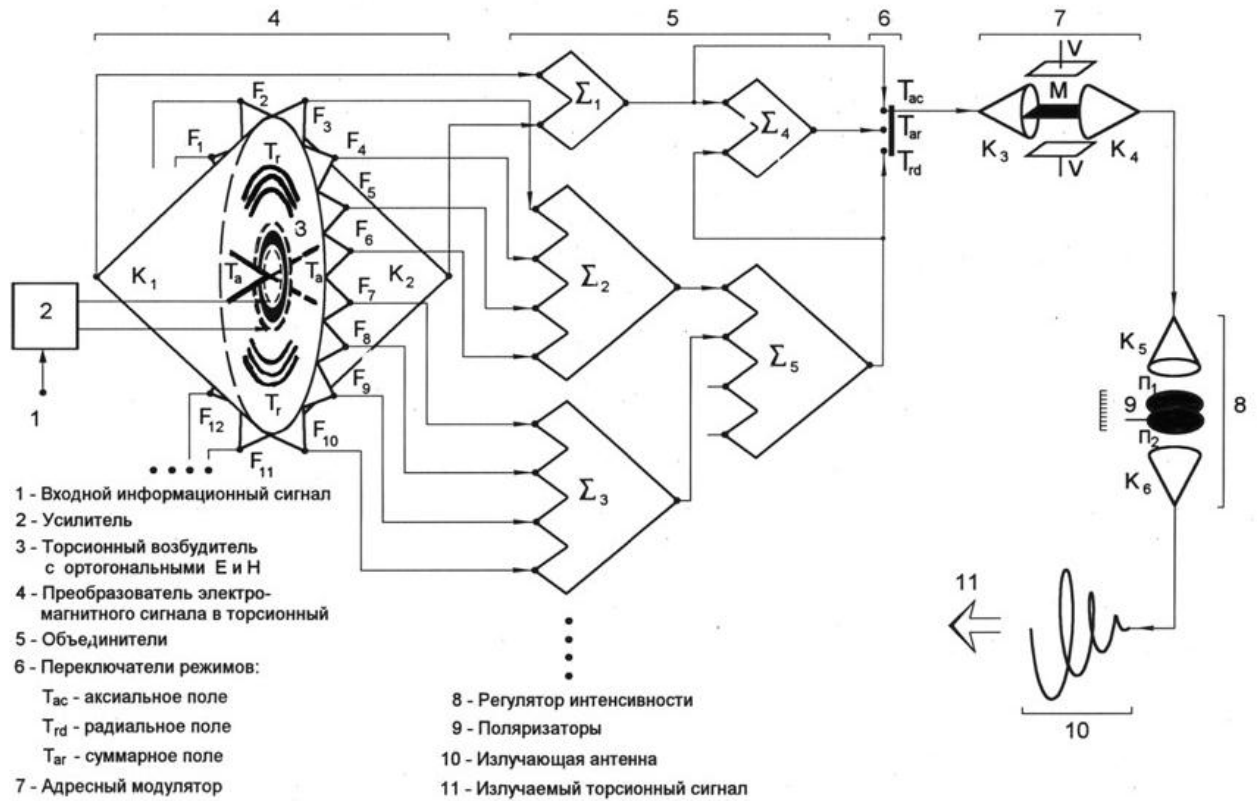 4
5
6
7
F₂
F₃
F₁
F₄
Tᵣ
F₅
3
F₆
K₁
Tₐ
Tₐ
K₂
F₇
F₈
F₉
Tᵣ
F₁₂
F₁₀
F₁₁
2
1
Σ₁
Σ₄
Σ₂
Σ₅
Σ₃
Tac
Tar
Trd
V
M
K₃
K₄
V
K₅
П₁
9
П₂
K₆
8
11
10
1 - Входной информационный сигнал
2 - Усилитель
3 - Торсионный возбудитель
с ортогональными Е и Н
4 - Преобразователь электро-
магнитного сигнала в торсионный
5 - Объединители
6 - Переключатели режимов:
Tac - аксиальное поле
Trd - радиальное поле
Tar - суммарное поле
7 - Адресный модулятор
8 - Регулятор интенсивности
9 - Поляризаторы
10 - Излучающая антенна
11 - Излучаемый торсионный сигнал